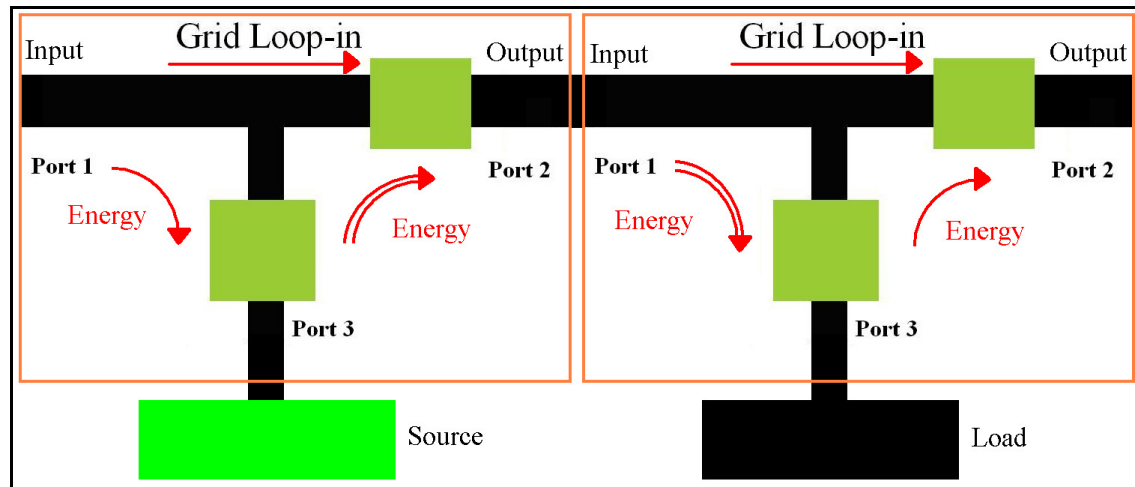 Input
Grid Loop-in
Output
Port 1
Energy
Energy
Port 2
Port 3
Source
Input
Grid Loop-in
Output
Port 1
Energy
Energy
Port 2
Port 3
Load